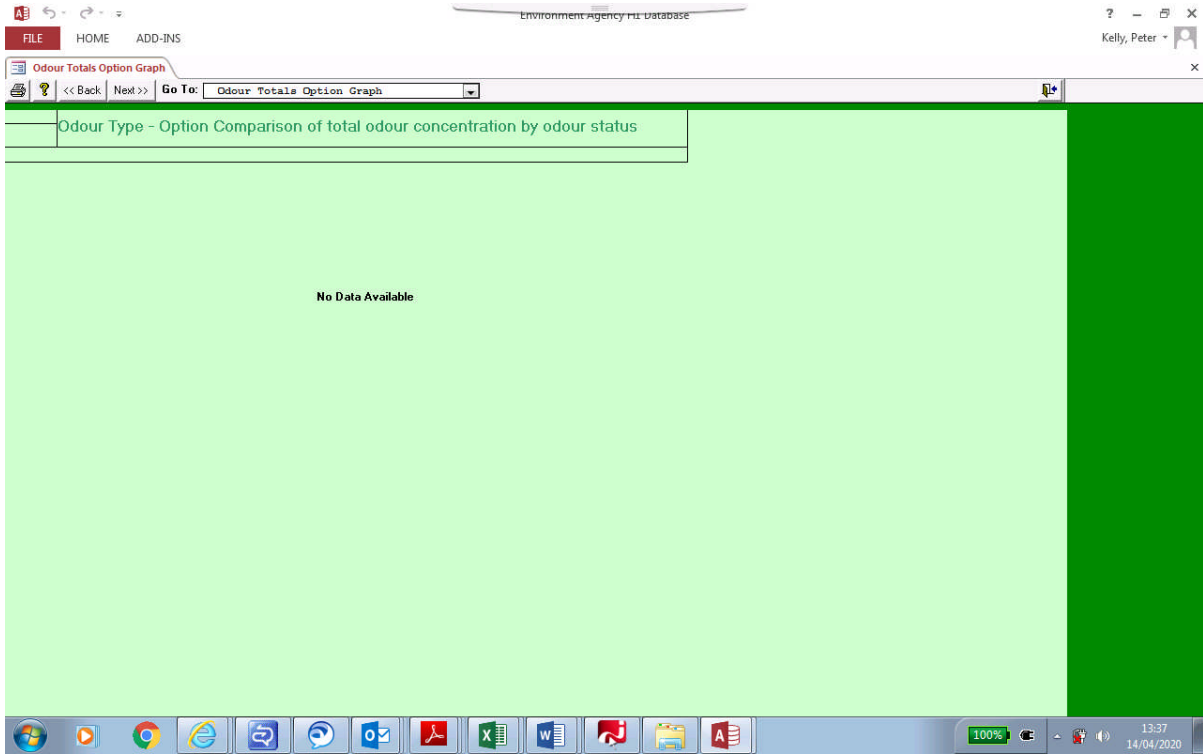 Environment Agency H1 Database
FILE HOME ADD-INS
Kelly, Peter
Odour Totals Option Graph
<< Back Next >> Go To: Odour Totals Option Graph
Odour Type - Option Comparison of total odour concentration by odour status
No Data Available
100%
13:37
14/04/2020